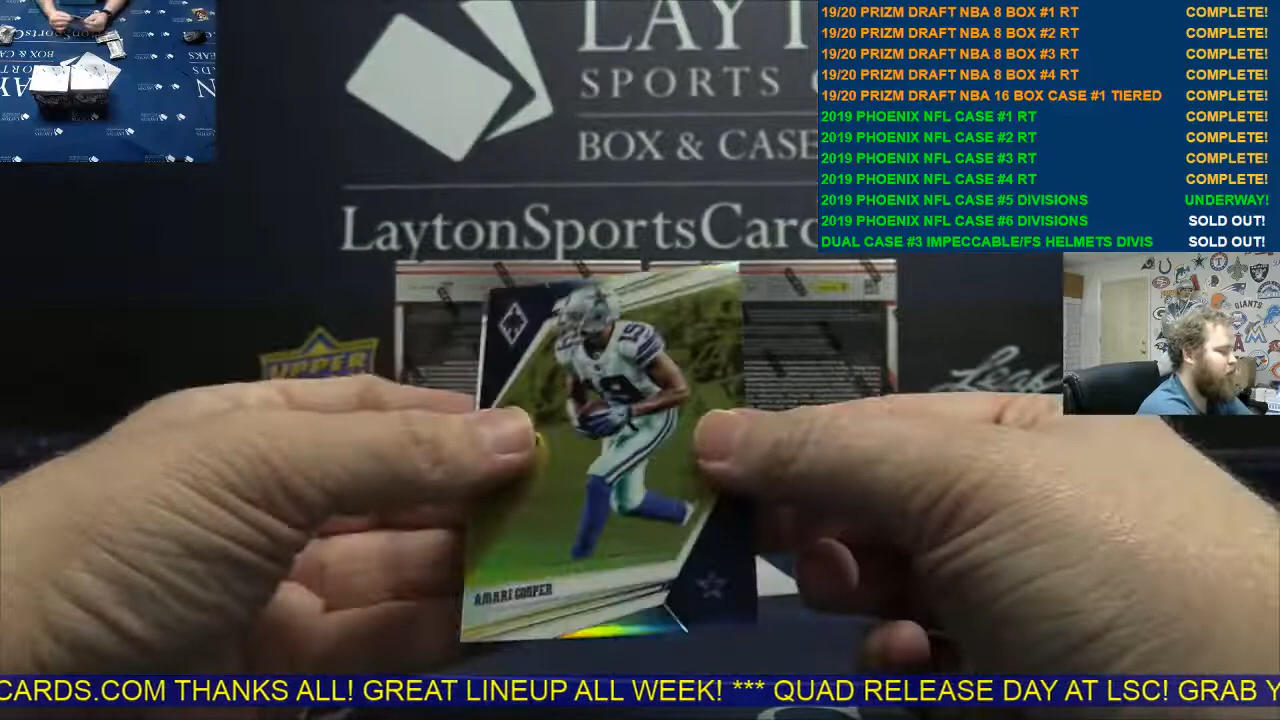 LAYT
SPORTS C
BOX & CASE
LaytonSportsCard
19/20 PRIZM DRAFT NBA 8 BOX #1 RT COMPLETE!
19/20 PRIZM DRAFT NBA 8 BOX #2 RT COMPLETE!
19/20 PRIZM DRAFT NBA 8 BOX #3 RT COMPLETE!
19/20 PRIZM DRAFT NBA 8 BOX #4 RT COMPLETE!
19/20 PRIZM DRAFT NBA 16 BOX CASE #1 TIERED COMPLETE!
2019 PHOENIX NFL CASE #1 RT COMPLETE!
2019 PHOENIX NFL CASE #2 RT COMPLETE!
2019 PHOENIX NFL CASE #3 RT COMPLETE!
2019 PHOENIX NFL CASE #4 RT COMPLETE!
2019 PHOENIX NFL CASE #5 DIVISIONS UNDERWAY!
2019 PHOENIX NFL CASE #6 DIVISIONS SOLD OUT!
DUAL CASE #3 IMPECCABLE/FS HELMETS DIVIS SOLD OUT!
GIANTS
UPPER
Leaf
19
AMARI COOPER
CARDS.COM THANKS ALL! GREAT LINEUP ALL WEEK! *** QUAD RELEASE DAY AT LSC! GRAB Y